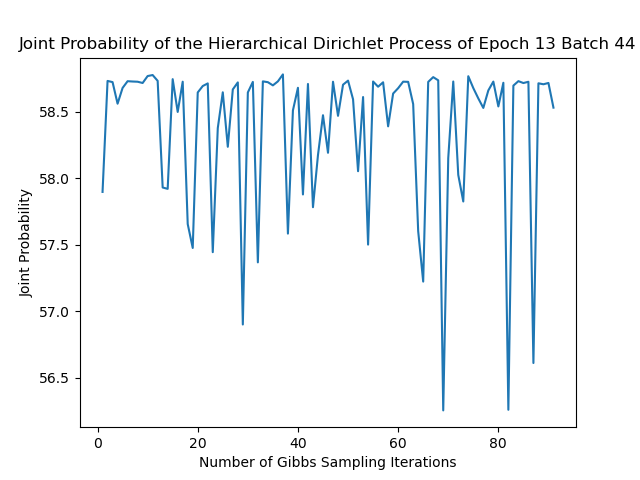 Joint Probability of the Hierarchical Dirichlet Process of Epoch 13 Batch 44
Joint Probability
58.5
58.0
57.5
57.0
56.5
0 20 40 60 80
Number of Gibbs Sampling Iterations